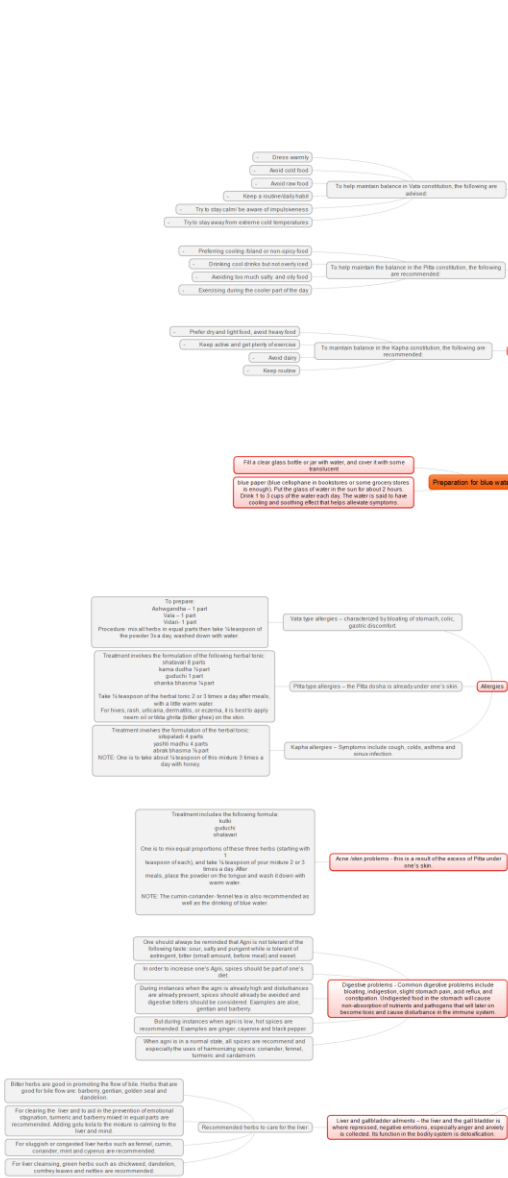 - Dress warmly
- Avoid cold food
- Avoid raw food
- Keep a routine/daily habit
- Try to stay calm/ be aware of impulsiveness
- Try to stay away from extreme cold temperatures
To help maintain balance in Vata constitution, the following are
advised:
- Preferring cooling /bland or non-spicy food
- Drinking cool drinks but not overly iced
- Avoiding too much salty and oily food
- Exercising during the cooler part of the day
To help maintain the balance in the Pitta constitution, the following
are recommended:
- Prefer dry and light food, avoid heavy food
- Keep active and get plenty of exercise
- Avoid dairy
- Keep routine
To maintain balance in the Kapha constitution, the following are
recommended:
Fill a clear glass bottle or jar with water, and cover it with some
translucent
blue paper (blue cellophane in bookstores or some grocery stores
is enough). Put the glass of water in the sun for about 2 hours.
Drink 1 to 3 cups of the water each day. The water is said to have
cooling and soothing effect that helps alleviate symptoms.
Preparation for blue wate
To prepare:
Ashwagandha – 1 part
Vala – 1 part
Vidari- 1 part
Procedure: mix all herbs in equal parts then take ¼ teaspoon of
the powder 3x a day, washed down with water.
Vata type allergies – characterized by bloating of stomach, colic,
gastric discomfort.
Treatment involves the formulation of the following herbal tonic:
shatavari 8 parts
kama dudha ½ part
guduchi 1 part
shanka bhasma ¼ part
Take ½ teaspoon of the herbal tonic 2 or 3 times a day after meals,
with a little warm water.
For hives, rash, urticaria, dermatitis, or eczema, it is best to apply
neem oil or tikta ghrita (bitter ghee) on the skin.
Pitta type allergies – the Pitta dosha is already under one's skin
Allergies
Treatment involves the formulation of the herbal tonic:
sitopaladi 4 parts
yashti madhu 4 parts
abrak bhasma ⅛ part
NOTE: One is to take about ¼ teaspoon of this mixture 3 times a
day with honey.
Kapha allergies – Symptoms include cough, colds, asthma and
sinus infection.
Treatment includes the following formula:
kutki
guduchi
shatavari
One is to mix equal proportions of these three herbs (starting with
1
teaspoon of each), and take ¼ teaspoon of your mixture 2 or 3
times a day. After
meals, place the powder on the tongue and wash it down with
warm water.
NOTE: The cumin-coriander- fennel tea is also recommended as
well as the drinking of blue water.
Acne /skin problems - this is a result of the excess of Pitta under
one's skin.
One should always be reminded that Agni is not tolerant of the
following taste: sour, salty and pungent while is tolerant of
astringent, bitter (small amount, before meal) and sweet.
In order to increase one's Agni, spices should be part of one's
diet.
During instances when the agni is already high and disturbances
are already present, spices should already be avoided and
digestive bitters should be considered. Examples are aloe,
gentian and barberry.
But during instances when agni is low, hot spices are
recommended. Examples are ginger, cayenne and black pepper
When agni is in a normal state, all spices are recommend and
especially the uses of harmonizing spices: coriander, fennel,
turmeric and cardamom.
Digestive problems - Common digestive problems include
bloating, indigestion, slight stomach pain, acid reflux, and
constipation. Undigested food in the stomach will cause
non-absorption of nutrients and pathogens that will later on
become toxic and cause disturbance in the immune system.
Bitter herbs are good in promoting the flow of bile. Herbs that are
good for bile flow are: barberry, gentian, golden seal and
dandelion.
For clearing the liver and to aid in the prevention of emotional
stagnation, turmeric and barberry mixed in equal parts are
recommended. Adding gotu kola to the mixture is calming to the
liver and mind.
For sluggish or congested liver herbs such as fennel, cumin,
coriander, mint and cyperus are recommended.
For liver cleansing, green herbs such as chickweed, dandelion,
comfrey leaves and nettles are recommended.
Recommended herbs to care for the liver:
Liver and gallbladder ailments – the liver and the gall bladder is
where repressed, negative emotions, especially anger and anxiety
is collected. Its function in the bodily system is detoxification.